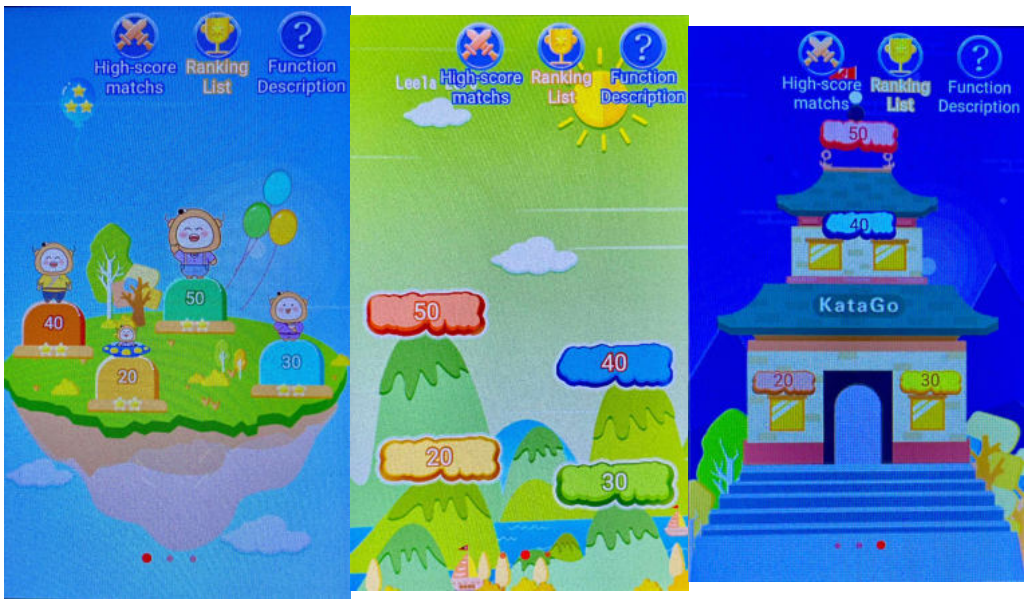 High-score
matchs
Ranking
List
Function
Description
50
40
30
20
Leela
High-score
matchs
Ranking
List
Function
Description
50
40
20
30
High-score
matchs
Ranking
List
Function
Description
50
40
KataGo
20
30